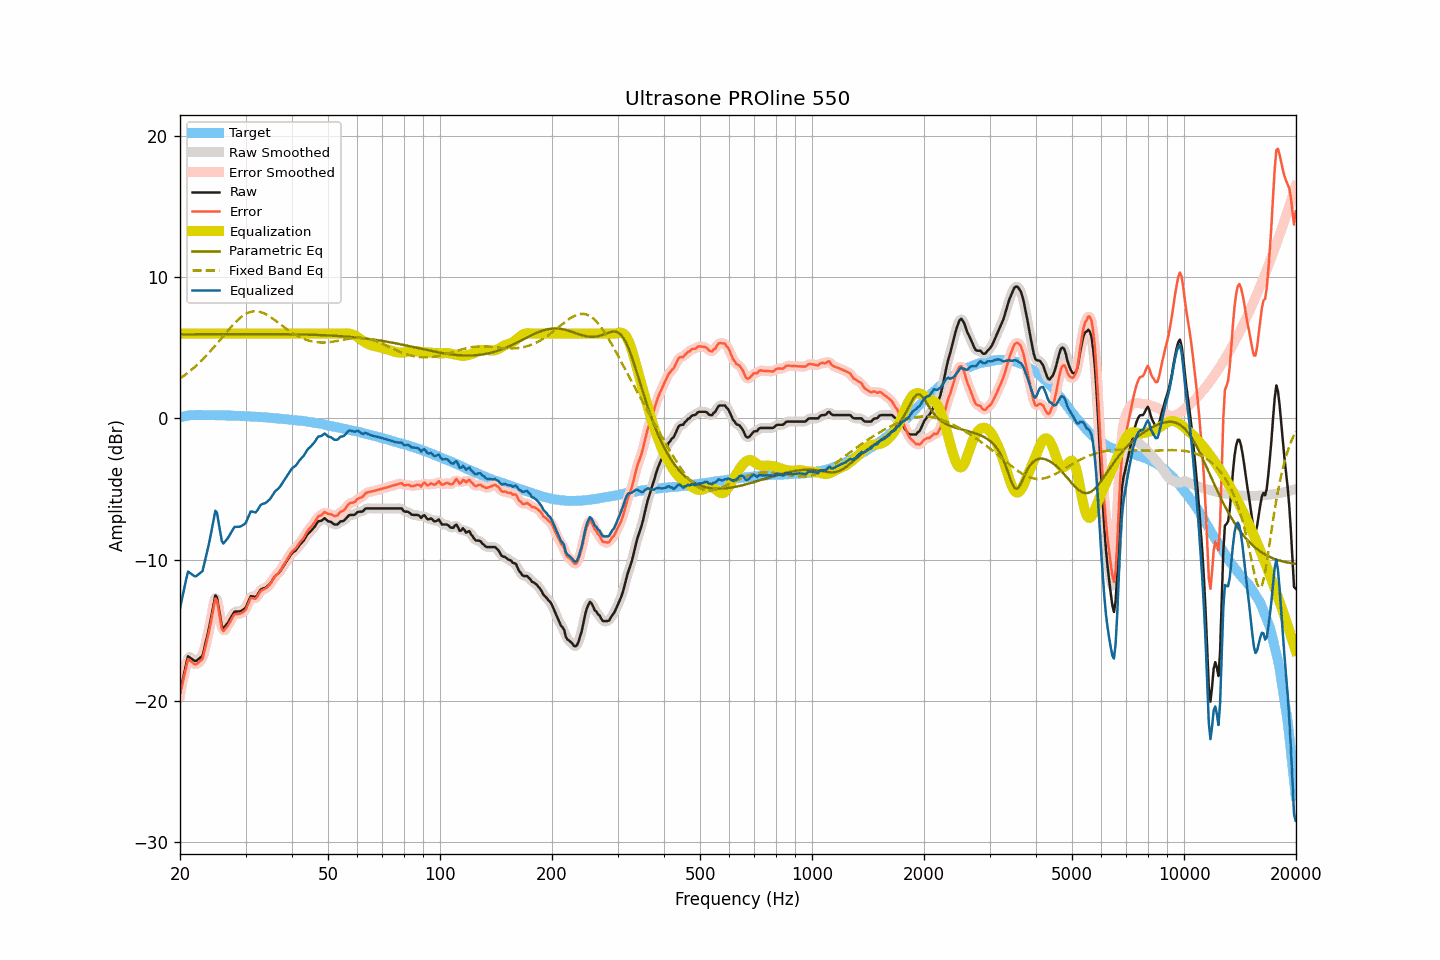 Ultrasone PROline 550
Target
Raw Smoothed
Error Smoothed
Raw
Error
Equalization
Parametric Eq
Fixed Band Eq
Equalized
20
10
0
−10
−20
−30
Amplitude (dBr)
20 50 100 200 500 1000 2000 5000 10000 20000
Frequency (Hz)